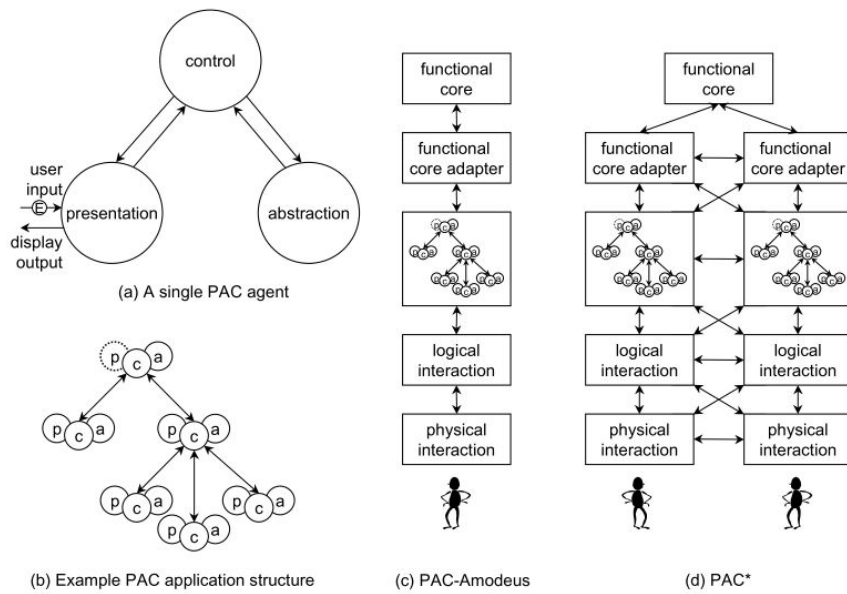 control
user
input
E
presentation
abstraction
display
output
(a) A single PAC agent
p c a
p c a
p c a
p c a
p c a
p c a
(b) Example PAC application structure
functional
core
functional
core adapter
p c a
p c a
p c a
p c a
p c a
p c a
logical
interaction
physical
interaction
(c) PAC-Amodeus
functional
core
functional
core adapter
functional
core adapter
p c a
p c a
p c a
p c a
p c a
p c a
p c a
p c a
p c a
p c a
p c a
p c a
logical
interaction
logical
interaction
physical
interaction
physical
interaction
(d) PAC*